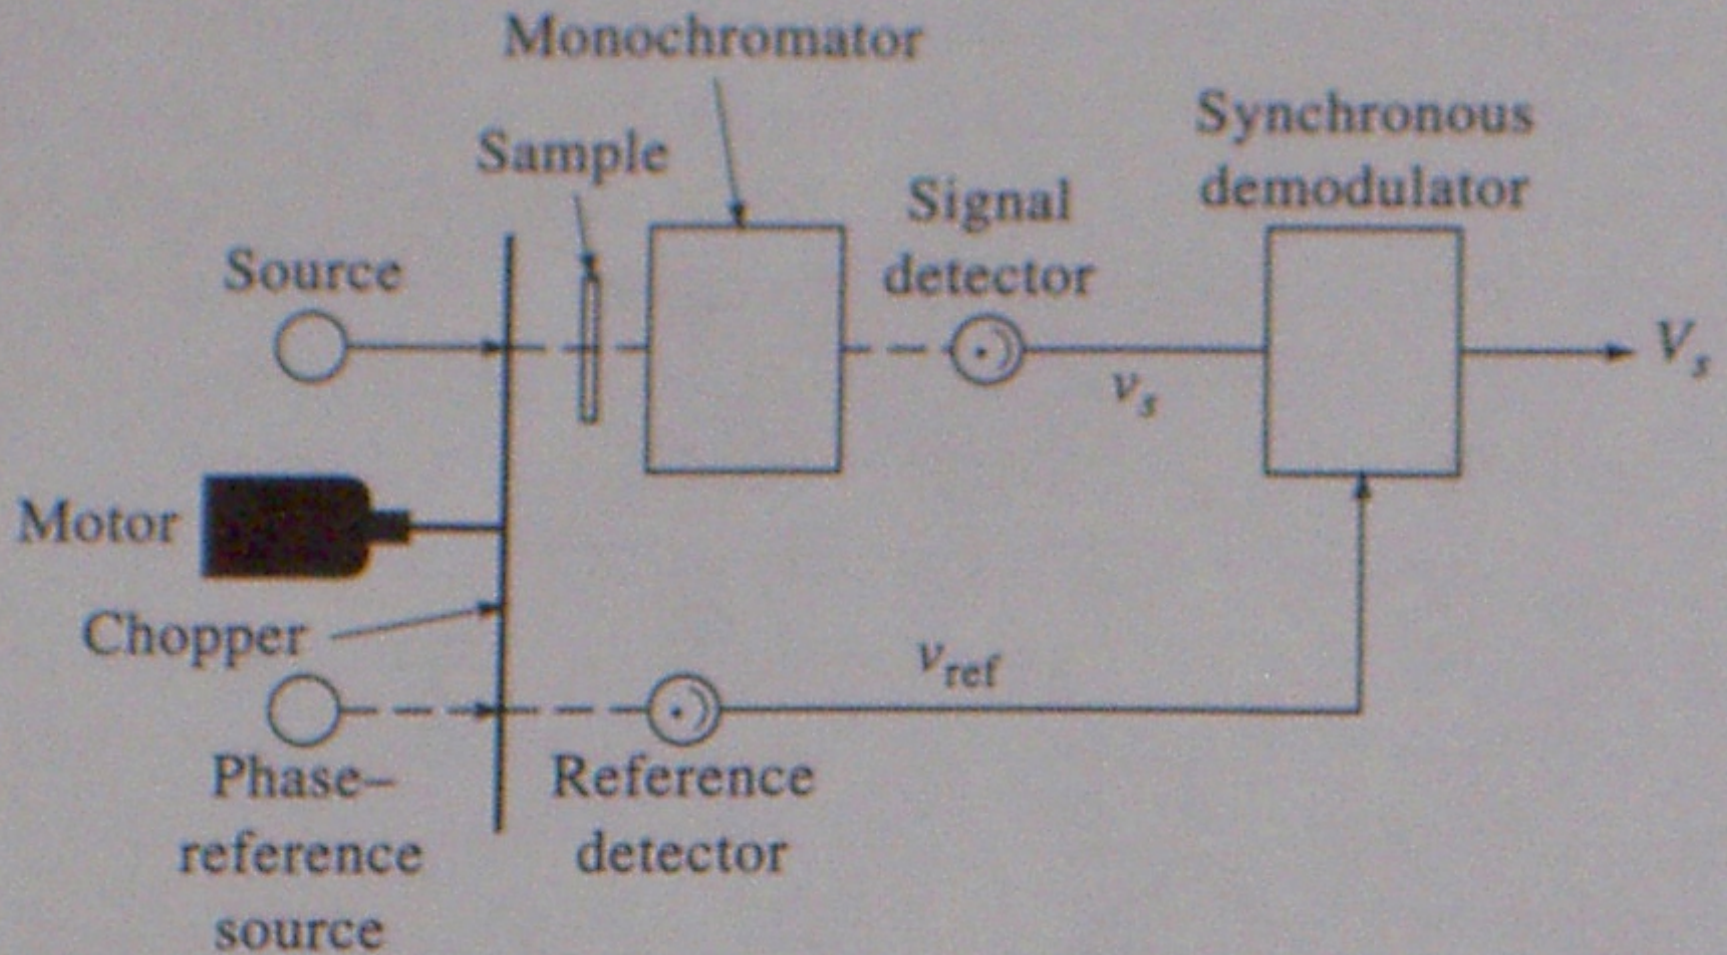 Monochromator
Sample
Synchronous
demodulator
Signal
detector
Source
v_s
V_s
Motor
Chopper
v_ref
Phase–
reference
source
Reference
detector